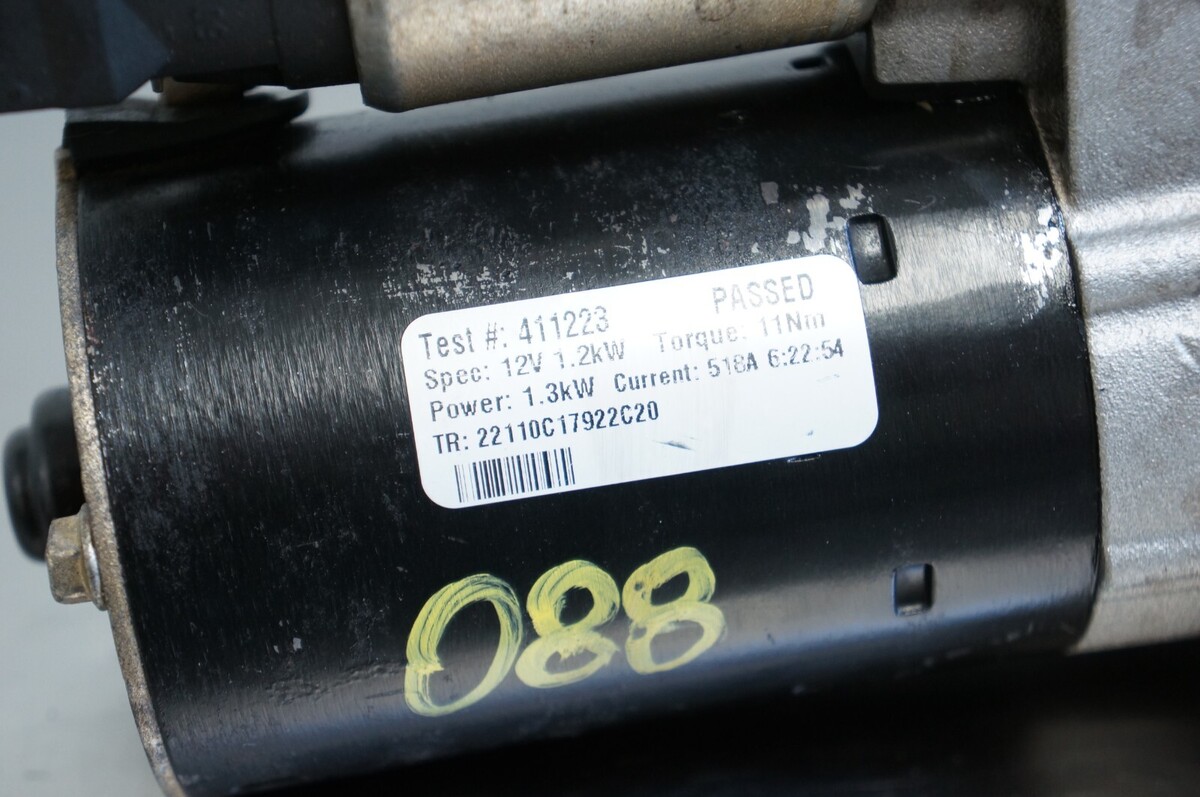 Test #: 411223 PASSED
Spec: 12V 1.2kW Torque: 11Nm
Power: 1.3kW Current: 518A 6:22:54
TR: 22110C17922C20
088